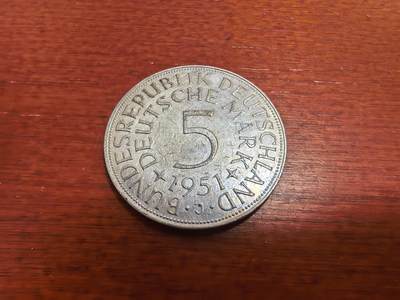 BUNDESREPUBLIK DEUTSCHLAND
DEUTSCHE MARK
5
1951
J